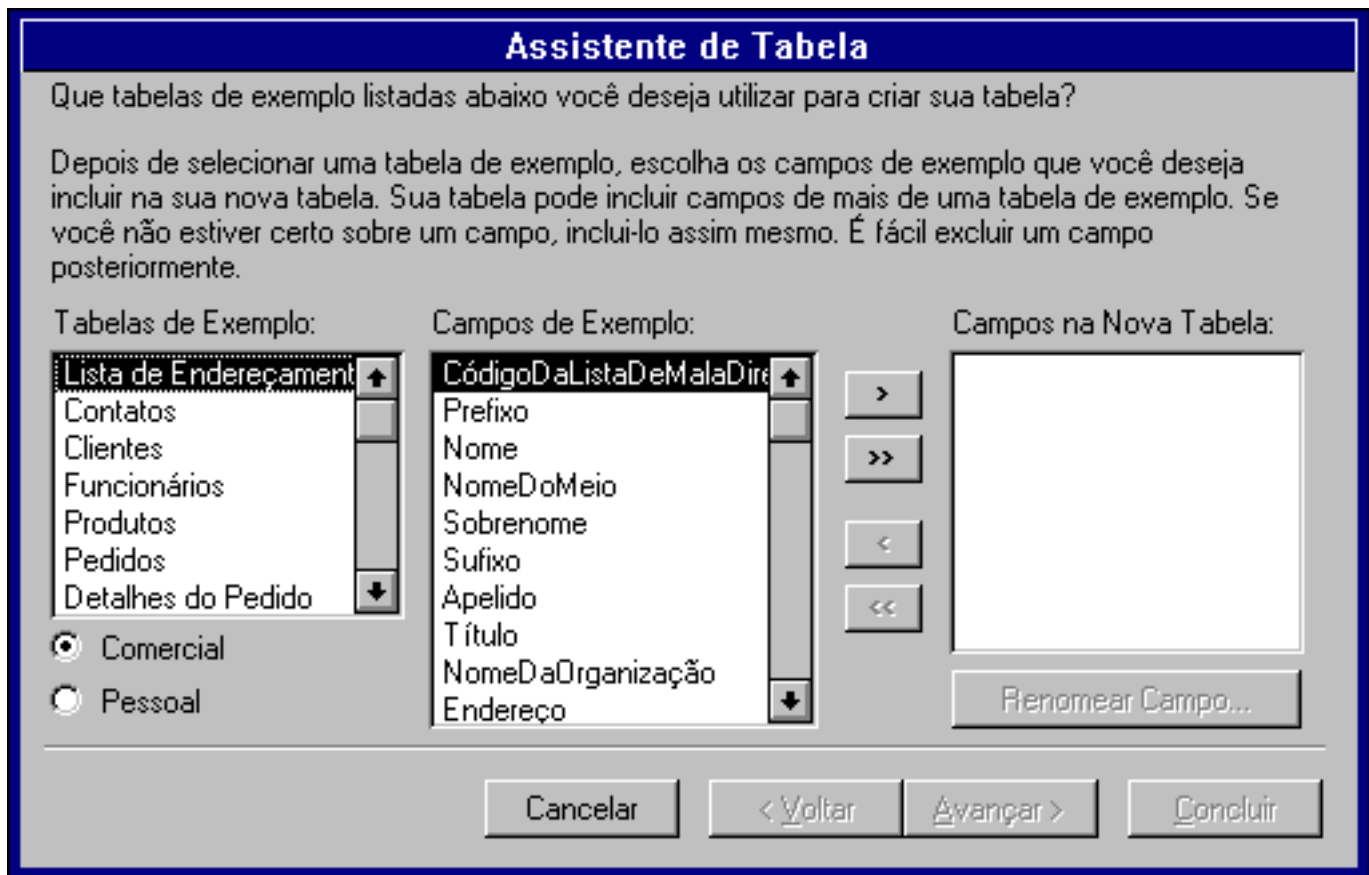 Assistente de Tabela
Que tabelas de exemplo listadas abaixo você deseja utilizar para criar sua tabela?
Depois de selecionar uma tabela de exemplo, escolha os campos de exemplo que você deseja
incluir na sua nova tabela. Sua tabela pode incluir campos de mais de uma tabela de exemplo. Se
você não estiver certo sobre um campo, inclui-lo assim mesmo. É fácil excluir um campo
posteriormente.
Tabelas de Exemplo:
Lista de Endereçament
Contatos
Clientes
Funcionários
Produtos
Pedidos
Detalhes do Pedido
Comercial
Pessoal
Campos de Exemplo:
CódigoDaListaDeMalaDire
Prefixo
Nome
NomeDoMeio
Sobrenome
Sufixo
Apelido
Título
NomeDaOrganização
Endereço
>
>>
<
<<
Campos na Nova Tabela:
Renomear Campo...
Cancelar
< Voltar
Avançar >
Concluir